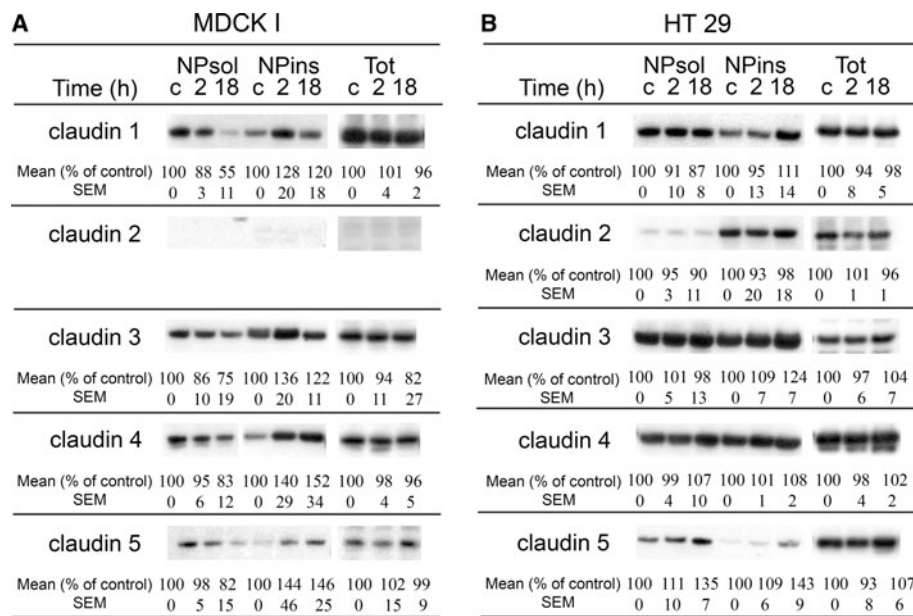 A MDCK I
NPsol NPins Tot
Time (h) c 2 18 c 2 18 c 2 18
claudin 1
Mean (% of control) 100 88 55 100 128 120 100 101 96
SEM 0 3 11 0 20 18 0 4 2
claudin 2
claudin 3
Mean (% of control) 100 86 75 100 136 122 100 94 82
SEM 0 10 19 0 20 11 0 11 27
claudin 4
Mean (% of control) 100 95 83 100 140 152 100 98 96
SEM 0 6 12 0 29 34 0 4 5
claudin 5
Mean (% of control) 100 98 82 100 144 146 100 102 99
SEM 0 5 15 0 46 25 0 15 9
B HT 29
NPsol NPins Tot
Time (h) c 2 18 c 2 18 c 2 18
claudin 1
Mean (% of control) 100 91 87 100 95 111 100 94 98
SEM 0 10 8 0 13 14 0 8 5
claudin 2
Mean (% of control) 100 95 90 100 93 98 100 101 96
SEM 0 3 11 0 20 18 0 1 1
claudin 3
Mean (% of control) 100 101 98 100 109 124 100 97 104
SEM 0 5 13 0 7 7 0 6 7
claudin 4
Mean (% of control) 100 99 107 100 101 108 100 98 102
SEM 0 4 10 0 1 2 0 4 2
claudin 5
Mean (% of control) 100 111 135 100 109 143 100 93 107
SEM 0 10 7 0 6 9 0 8 6